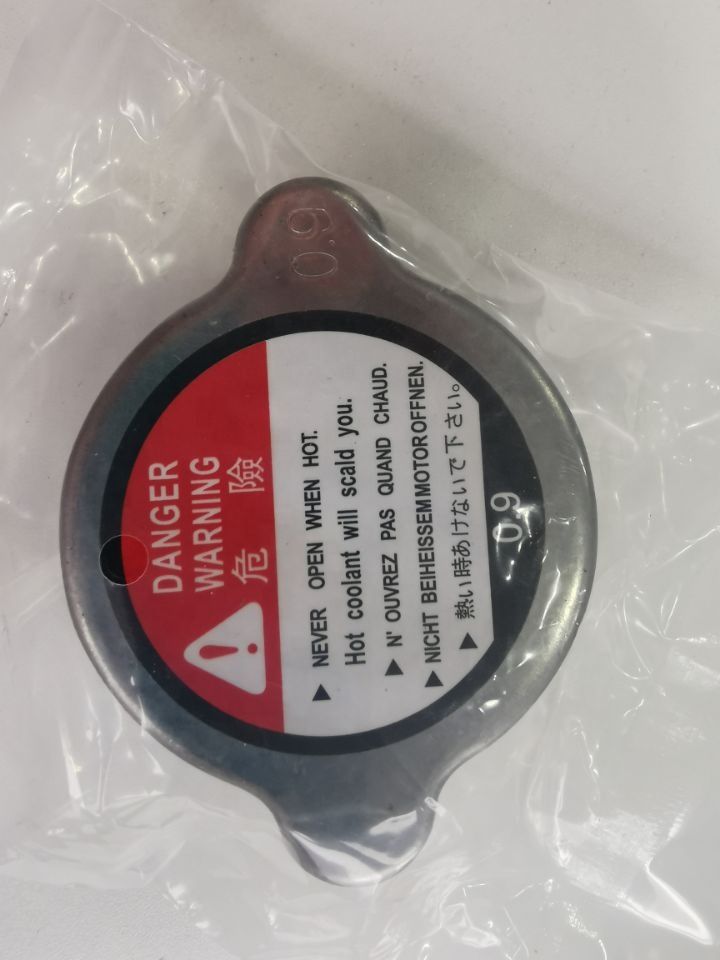 0.9
DANGER
WARNING
危險
▶ NEVER OPEN WHEN HOT.
Hot coolant will scald you.
▶ N' OUVREZ PAS QUAND CHAUD.
▶ NICHT BEIHEISSEMMOTOROFFNEN.
▶ 熱い時あけないで下さい。
0.9